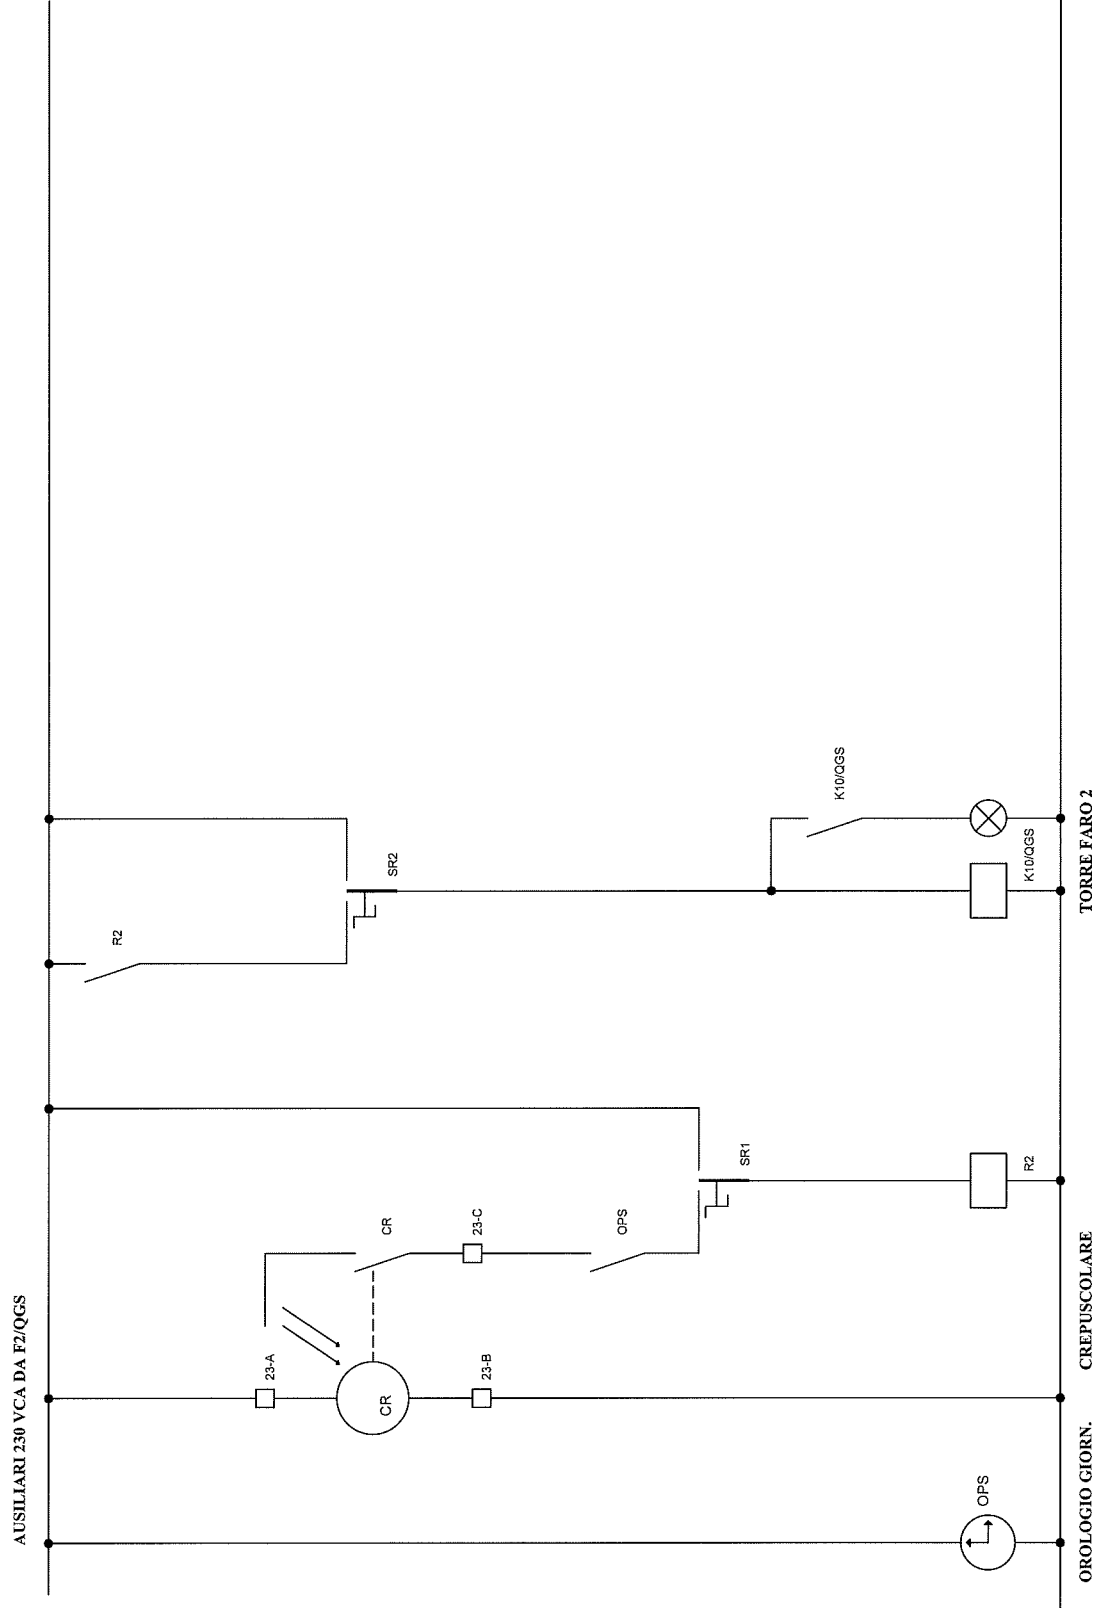 AUSILIARI 230 VCA DA F2/QGS
23-A
CR
23-B
CR
23-C
OPS
SR1
R2
R2
SR2
K10/QGS
K10/QGS
OPS
OROLOGIO GIORN.
CREPUSCOLARE
TORRE FARO 2